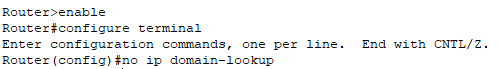 Router>enable
Router#configure terminal
Enter configuration commands, one per line.  End with CNTL/Z.
Router(config)#no ip domain-lookup